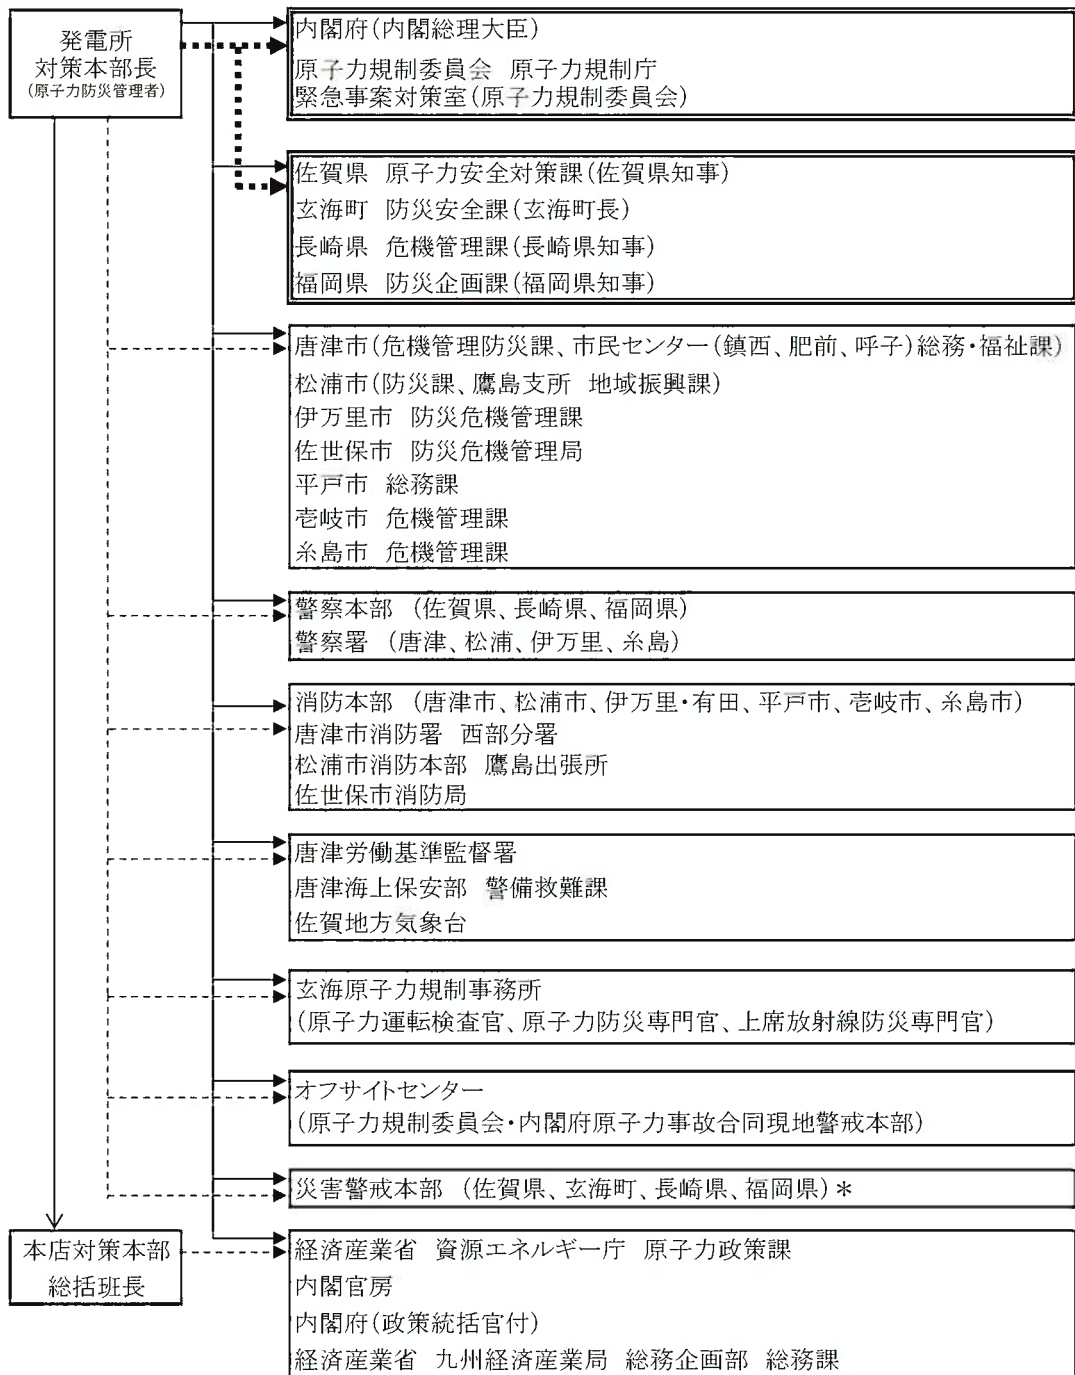 発電所
対策本部長
(原子力防災管理者)
内閣府(内閣総理大臣)
原子力規制委員会 原子力規制庁
緊急事案対策室(原子力規制委員会)
佐賀県 原子力安全対策課(佐賀県知事)
玄海町 防災安全課(玄海町長)
長崎県 危機管理課(長崎県知事)
福岡県 防災企画課(福岡県知事)
唐津市(危機管理防災課、市民センター(鎮西、肥前、呼子)総務・福祉課)
松浦市(防災課、鷹島支所 地域振興課)
伊万里市 防災危機管理課
佐世保市 防災危機管理局
平戸市 総務課
壱岐市 危機管理課
糸島市 危機管理課
警察本部 (佐賀県、長崎県、福岡県)
警察署 (唐津、松浦、伊万里、糸島)
消防本部 (唐津市、松浦市、伊万里・有田、平戸市、壱岐市、糸島市)
唐津市消防署 西部分署
松浦市消防本部 鷹島出張所
佐世保市消防局
唐津労働基準監督署
唐津海上保安部 警備救難課
佐賀地方気象台
玄海原子力規制事務所
(原子力運転検査官、原子力防災専門官、上席放射線防災専門官)
オフサイトセンター
(原子力規制委員会・内閣府原子力事故合同現地警戒本部)
災害警戒本部 (佐賀県、玄海町、長崎県、福岡県)*
本店対策本部
総括班長
経済産業省 資源エネルギー庁 原子力政策課
内閣官房
内閣府(政策統括官付)
経済産業省 九州経済産業局 総務企画部 総務課